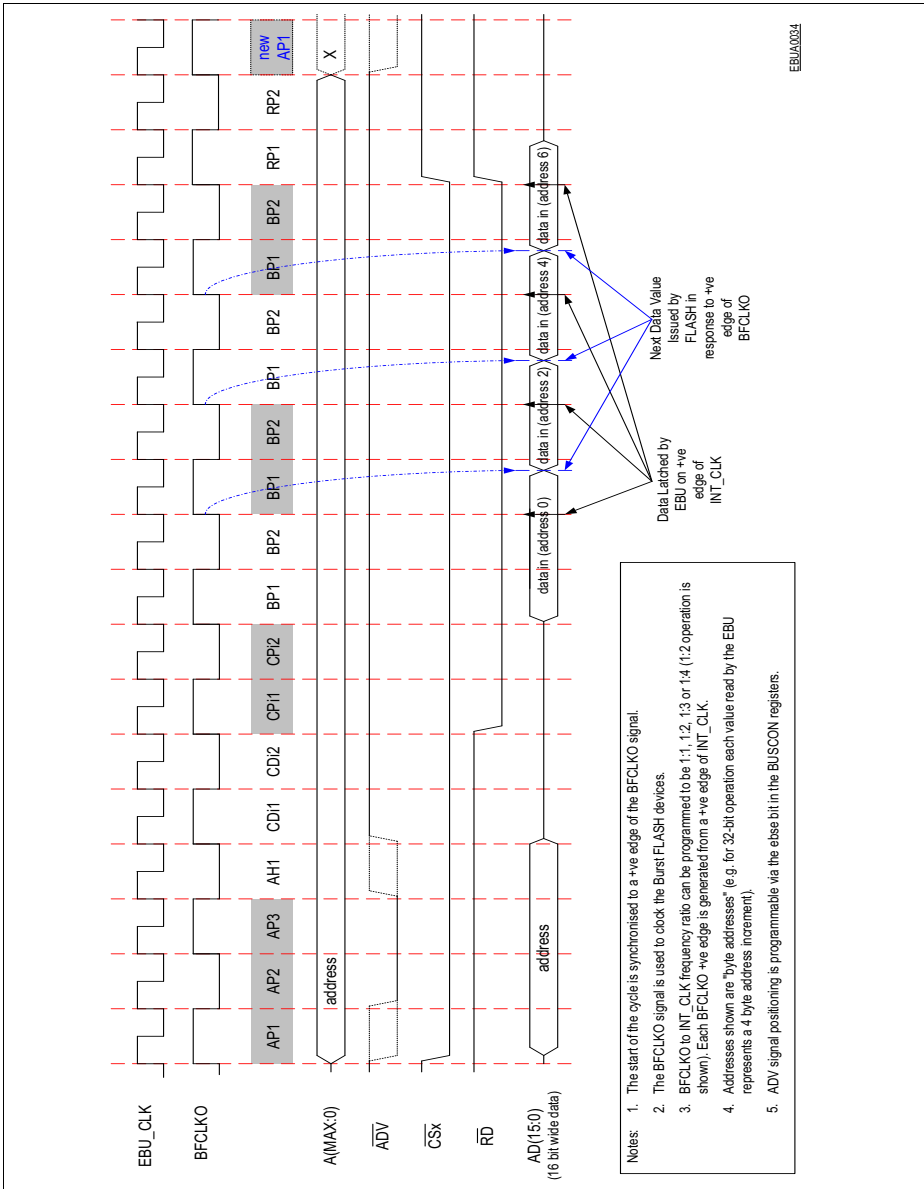 EBU_CLK
BFCLKO
AP1 AP2 AP3 AH1 CDi1 CDi2 CPi1 CPi2 BP1 BP2 BP1 BP2 BP1 BP2 BP1 BP2 RP1 RP2 new
AP1
A(MAX:0) address X
ADV
CSx
RD
AD(15:0)
(16 bit wide data)
address data in (address 0) data in (address 2) data in (address 4) data in (address 6)
Data Latched by
EBU on +ve
edge of
INT_CLK
Next Data Value
Issued by
FLASH in
response to +ve
edge of
BFCLKO
Notes: 1. The start of the cycle is synchronised to a +ve edge of the BFCLKO signal.
2. The BFCLKO signal is used to clock the Burst FLASH devices.
3. BFCLKO to INT_CLK frequency ratio can be programmed to be 1:1, 1:2, 1:3 or 1:4 (1:2 operation is
shown). Each BFCLKO +ve edge is generated from a +ve edge of INT_CLK.
4. Addresses shown are "byte addresses" (e.g. for 32-bit operation each value read by the EBU
represents a 4 byte address increment).
5. ADV signal positioning is programmable via the ebse bit in the BUSCON registers.
EBUA0034